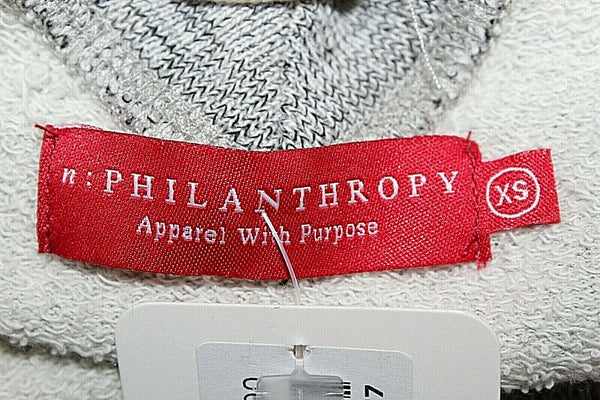 n:PHILANTHROPY
Apparel With Purpose
XS